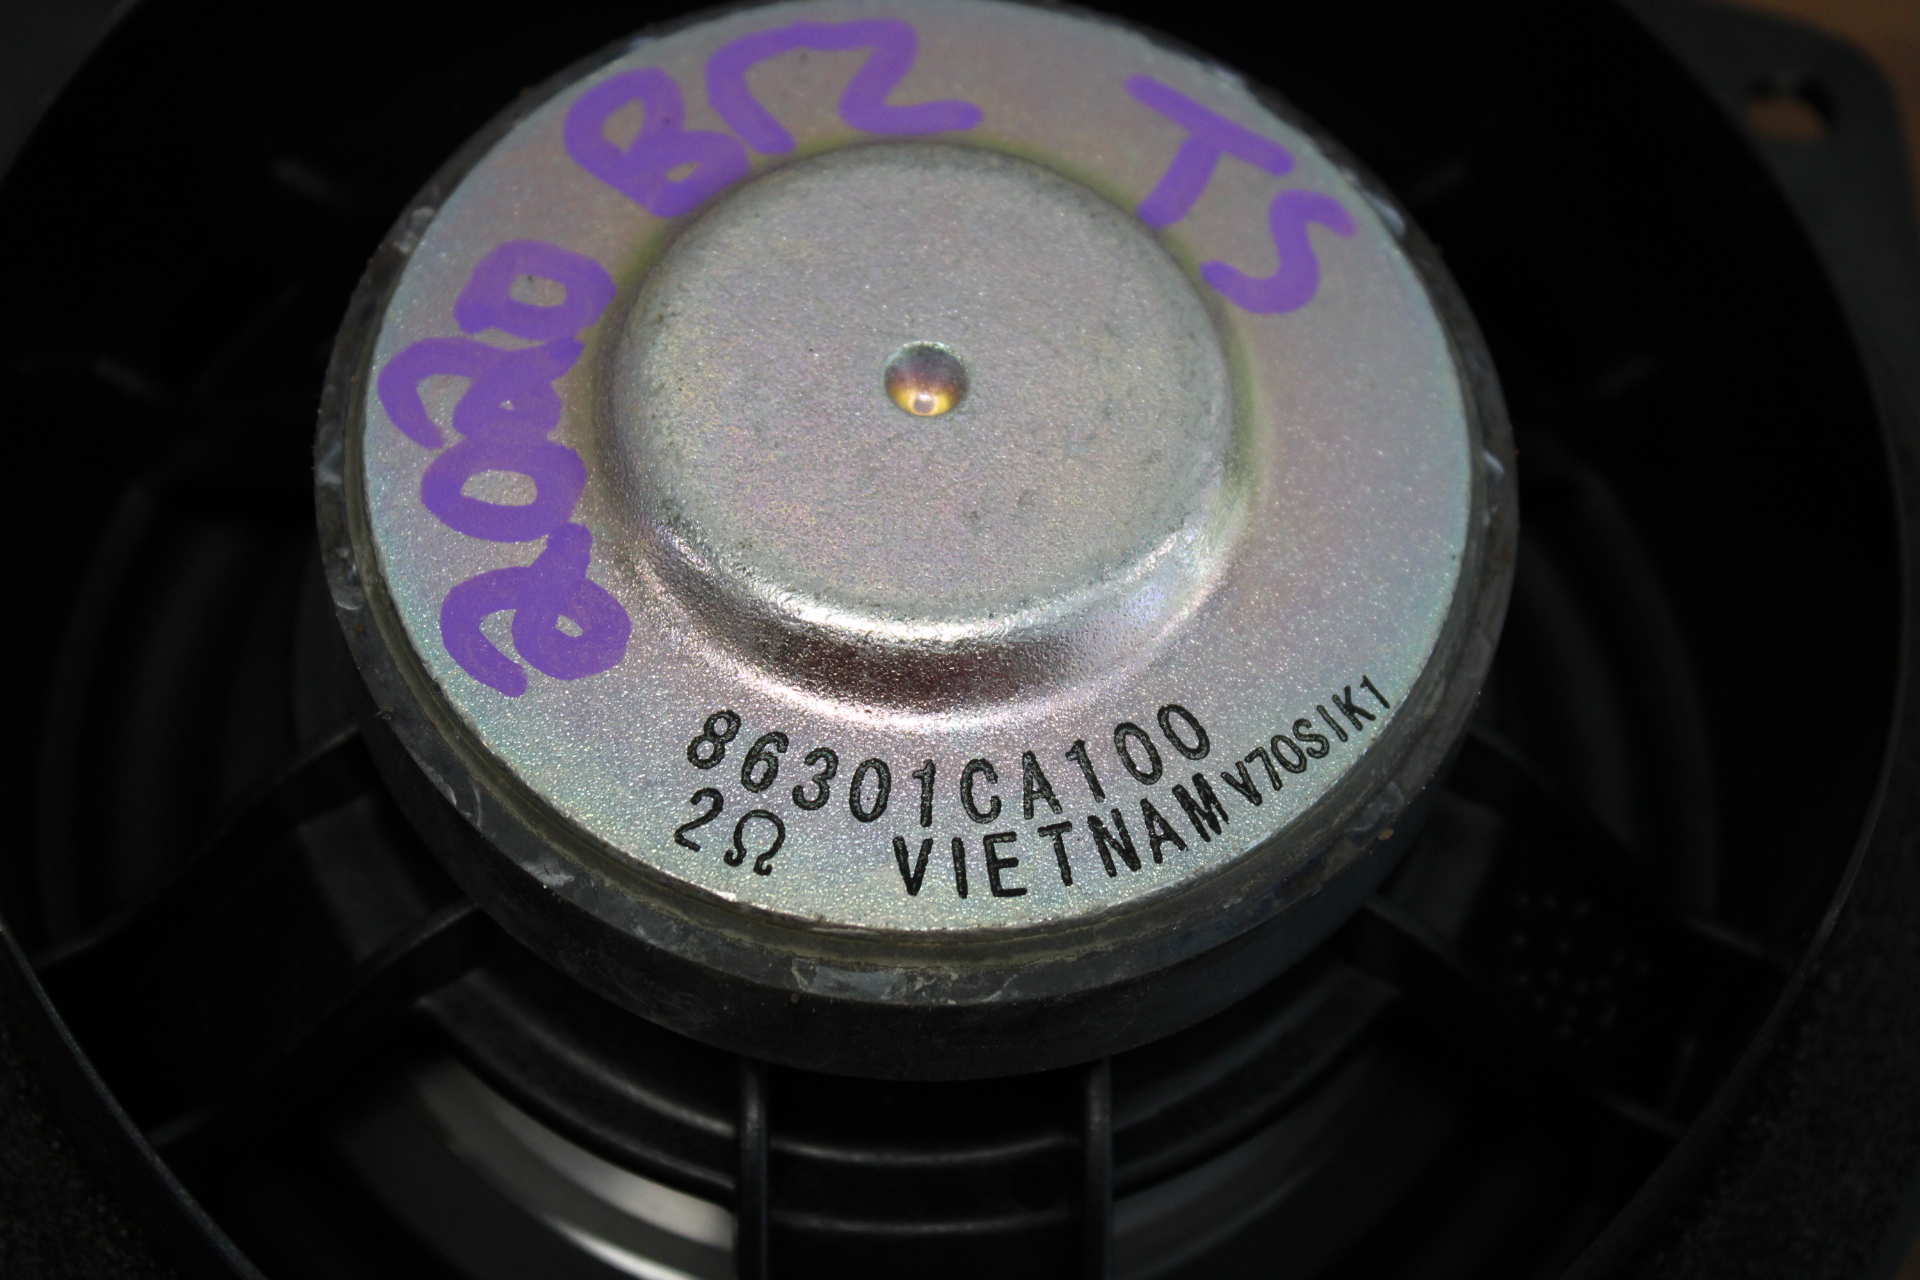 2020 BRZ TS
86301CA100
2Ω VIETNAM V70SIK1